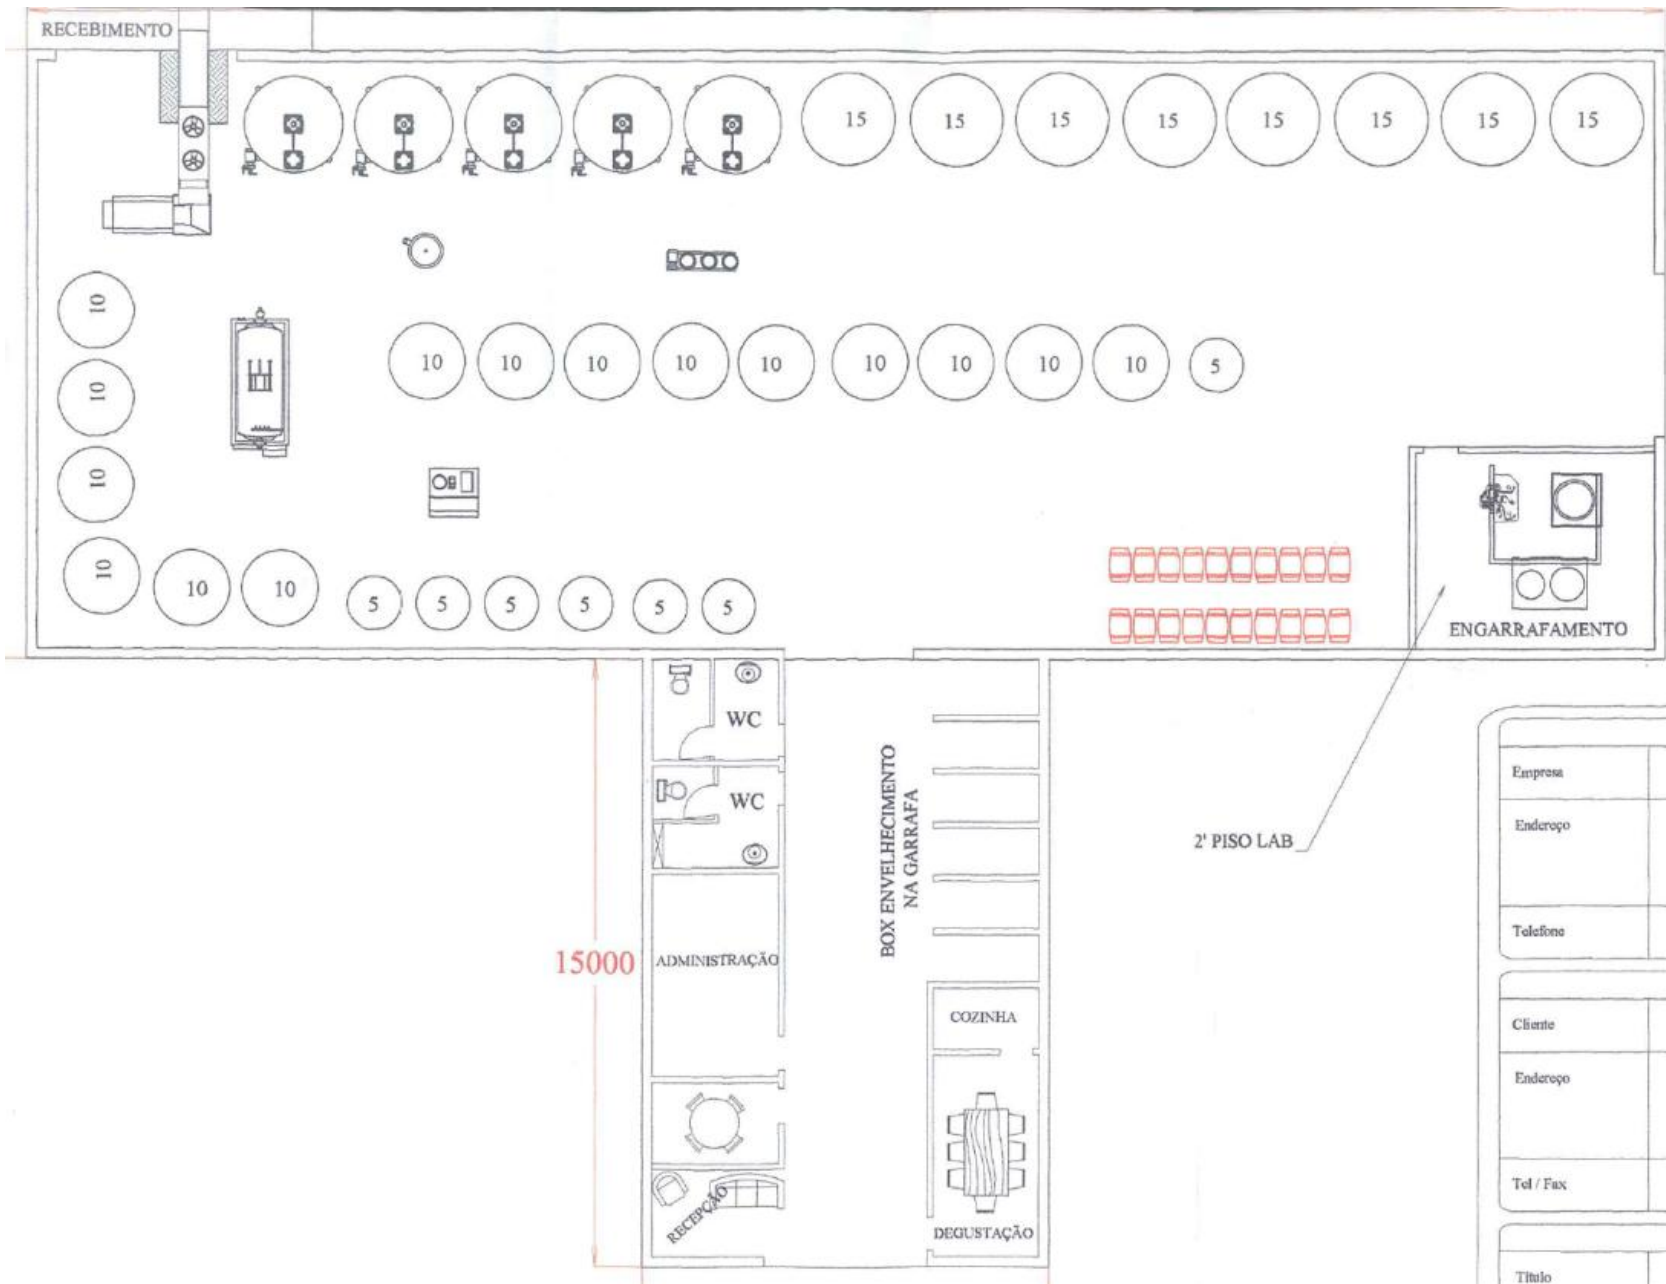 RECEBIMENTO
15 15 15 15 15 15 15 15
10
10 10 10 10 10 10 10 10 10 5
10
10
10
10 10
5 5 5 5 5 5
ENGARRAFAMENTO
WC
WC
BOX ENVELHECIMENTO
NA GARRAFA
2' PISO LAB
15000
ADMINISTRAÇÃO
COZINHA
RECEPÇÃO
DEGUSTAÇÃO
Empresa
Endereço
Telefone
Cliente
Endereço
Tel / Fax
Título